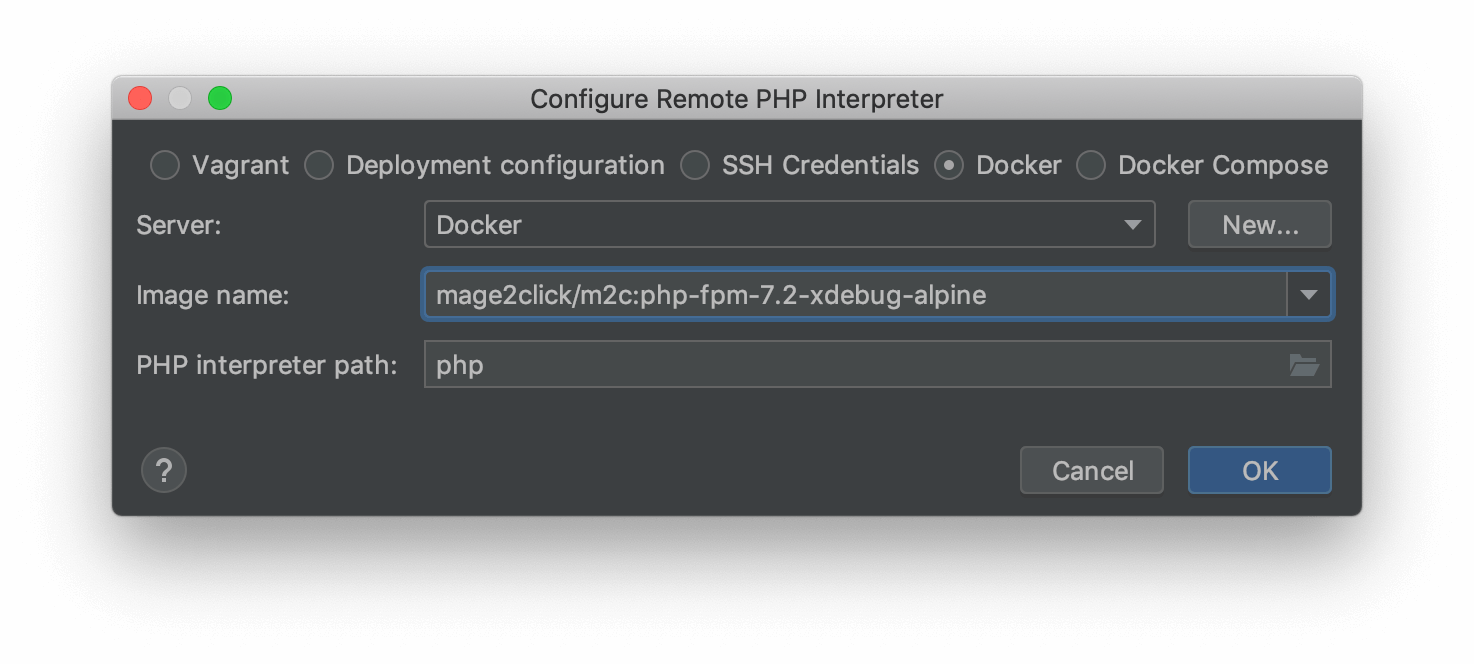 Configure Remote PHP Interpreter
Vagrant Deployment configuration SSH Credentials Docker Docker Compose
Server: Docker New...
Image name: mage2click/m2c:php-fpm-7.2-xdebug-alpine
PHP interpreter path: php
? Cancel OK